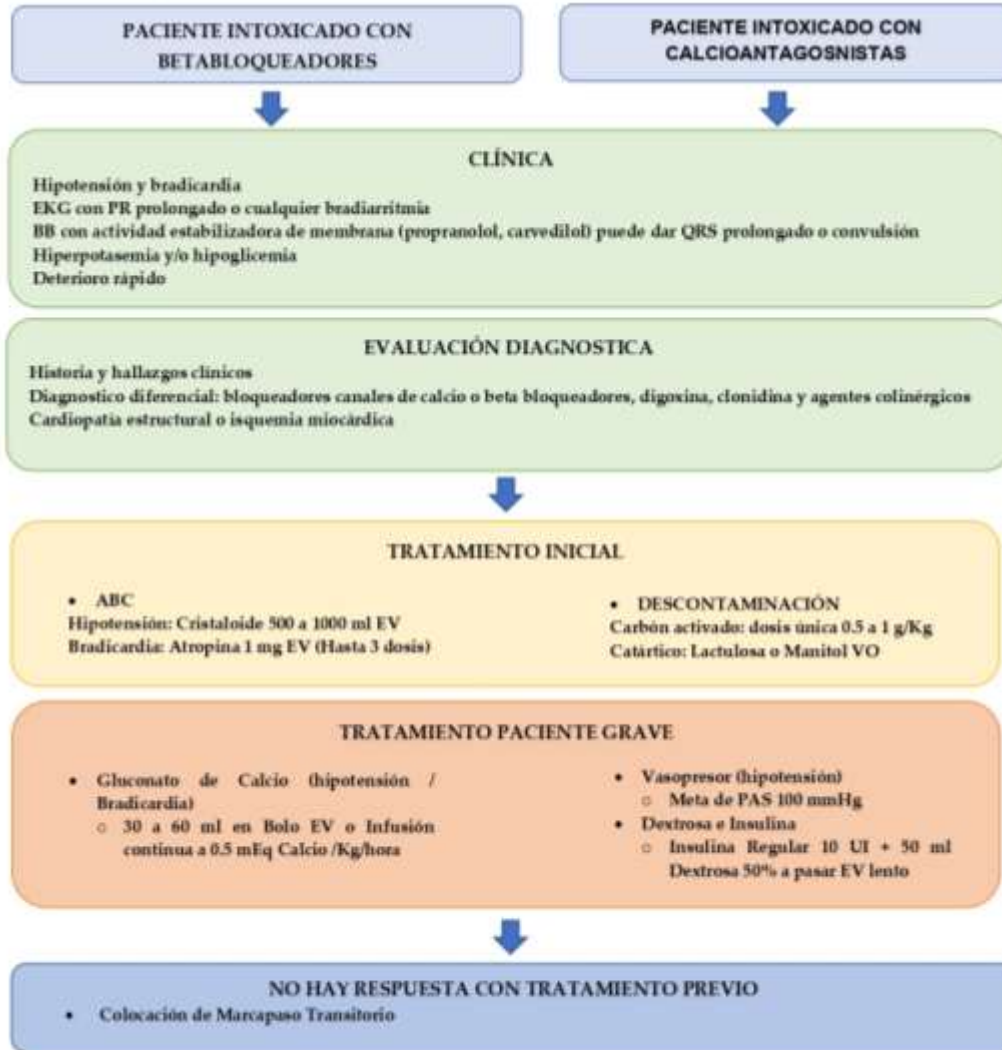 PACIENTE INTOXICADO CON
BETABLOQUEADORES
PACIENTE INTOXICADO CON
CALCIOANTAGOSNISTAS
CLÍNICA
Hipotensión y bradicardia
EKG con PR prolongado o cualquier bradiarritmia
BB con actividad estabilizadora de membrana (propranolol, carvedilol) puede dar QRS prolongado o convulsión
Hiperpotasemia y/o hipoglicemia
Deterioro rápido
EVALUACIÓN DIAGNOSTICA
Historia y hallazgos clínicos
Diagnostico diferencial: bloqueadores canales de calcio o beta bloqueadores, digoxina, clonidina y agentes colinérgicos
Cardiopatía estructural o isquemia miocárdica
TRATAMIENTO INICIAL
• ABC
Hipotensión: Cristaloide 500 a 1000 ml EV
Bradicardia: Atropina 1 mg EV (Hasta 3 dosis)
• DESCONTAMINACIÓN
Carbón activado: dosis única 0.5 a 1 g/Kg
Catártico: Lactulosa o Manitol VO
TRATAMIENTO PACIENTE GRAVE
• Gluconato de Calcio (hipotensión /
Bradicardia)
○ 30 a 60 ml en Bolo EV o Infusión
continua a 0.5 mEq Calcio /Kg/hora
• Vasopresor (hipotensión)
○ Meta de PAS 100 mmHg
• Dextrosa e Insulina
○ Insulina Regular 10 UI + 50 ml
Dextrosa 50% a pasar EV lento
NO HAY RESPUESTA CON TRATAMIENTO PREVIO
• Colocación de Marcapaso Transitorio